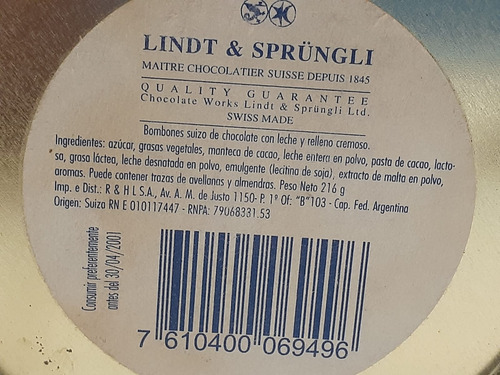 LINDT & SPRÜNGLI
MAITRE CHOCOLATIER SUISSE DEPUIS 1845
QUALITY GUARANTEE
Chocolate Works Lindt & Sprüngli Ltd.
SWISS MADE
Bombones suizo de chocolate con leche y relleno cremoso.
Ingredientes: azúcar, grasas vegetales, manteca de cacao, leche entera en polvo, pasta de cacao, lacto-
sa, grasa láctea, leche desnatada en polvo, emulgente (lecitina de soja), extracto de malta en polvo,
aromas. Puede contener trazas de avellanas y almendras. Peso Neto 216 g
Imp. e Dist.: R & H L S.A., Av. A. M. de Justo 1150- P. 1º Of: "B"103 - Cap. Fed. Argentina
Origen: Suiza RN E 010117447 - RNPA: 79068331.53
Consumir preferentemente
antes del 30/04/2001
7 610400 069496